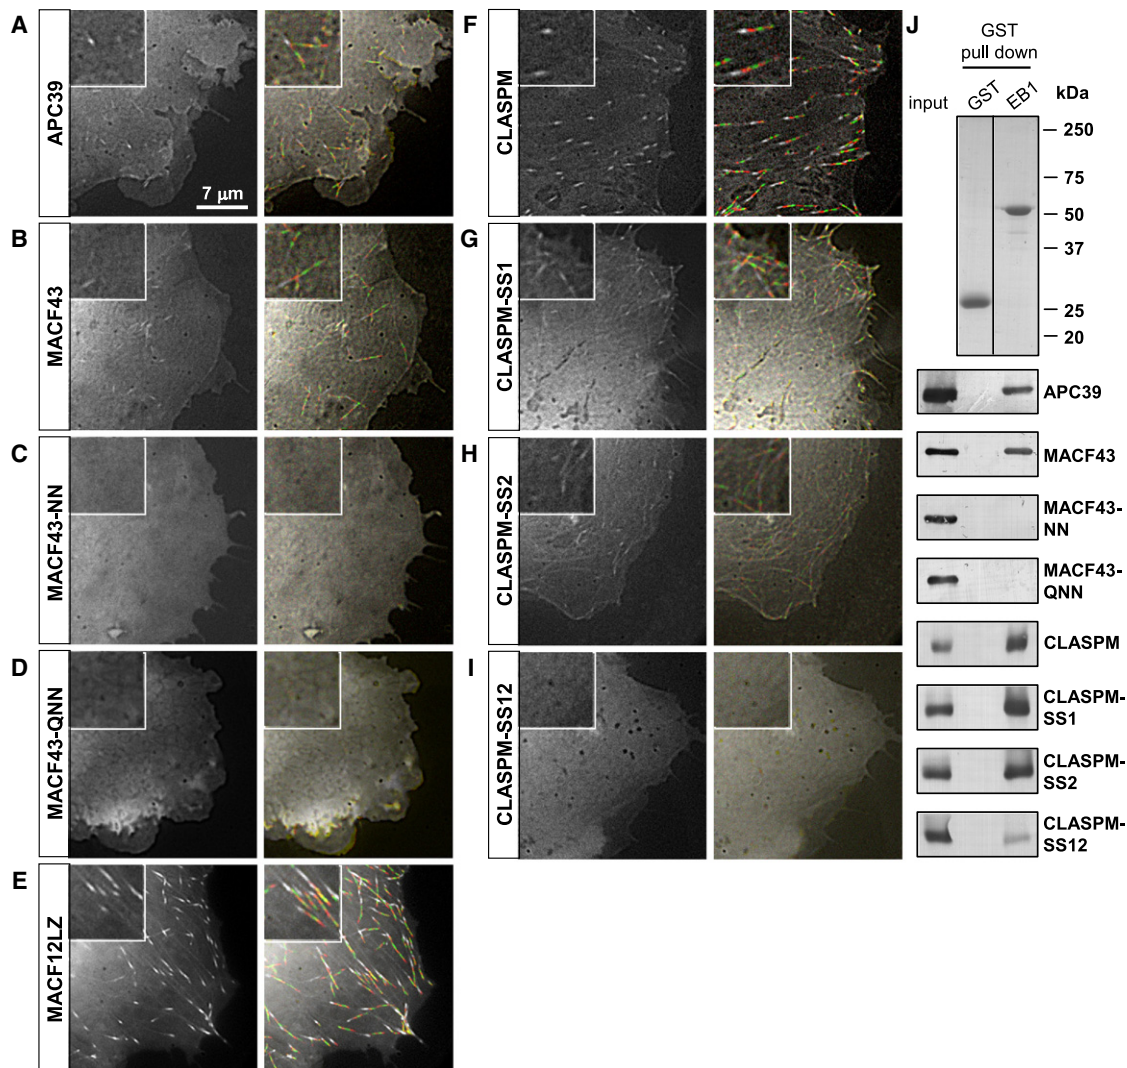 A
APC39
7 μm
B
MACF43
C
MACF43-NN
D
MACF43-QNN
E
MACF12LZ
F
CLASPM
G
CLASPM-SS1
H
CLASPM-SS2
I
CLASPM-SS12
J
GST
pull down
input
GST
EB1
kDa
250
75
50
37
25
20
APC39
MACF43
MACF43-
NN
MACF43-
QNN
CLASPM
CLASPM-
SS1
CLASPM-
SS2
CLASPM-
SS12